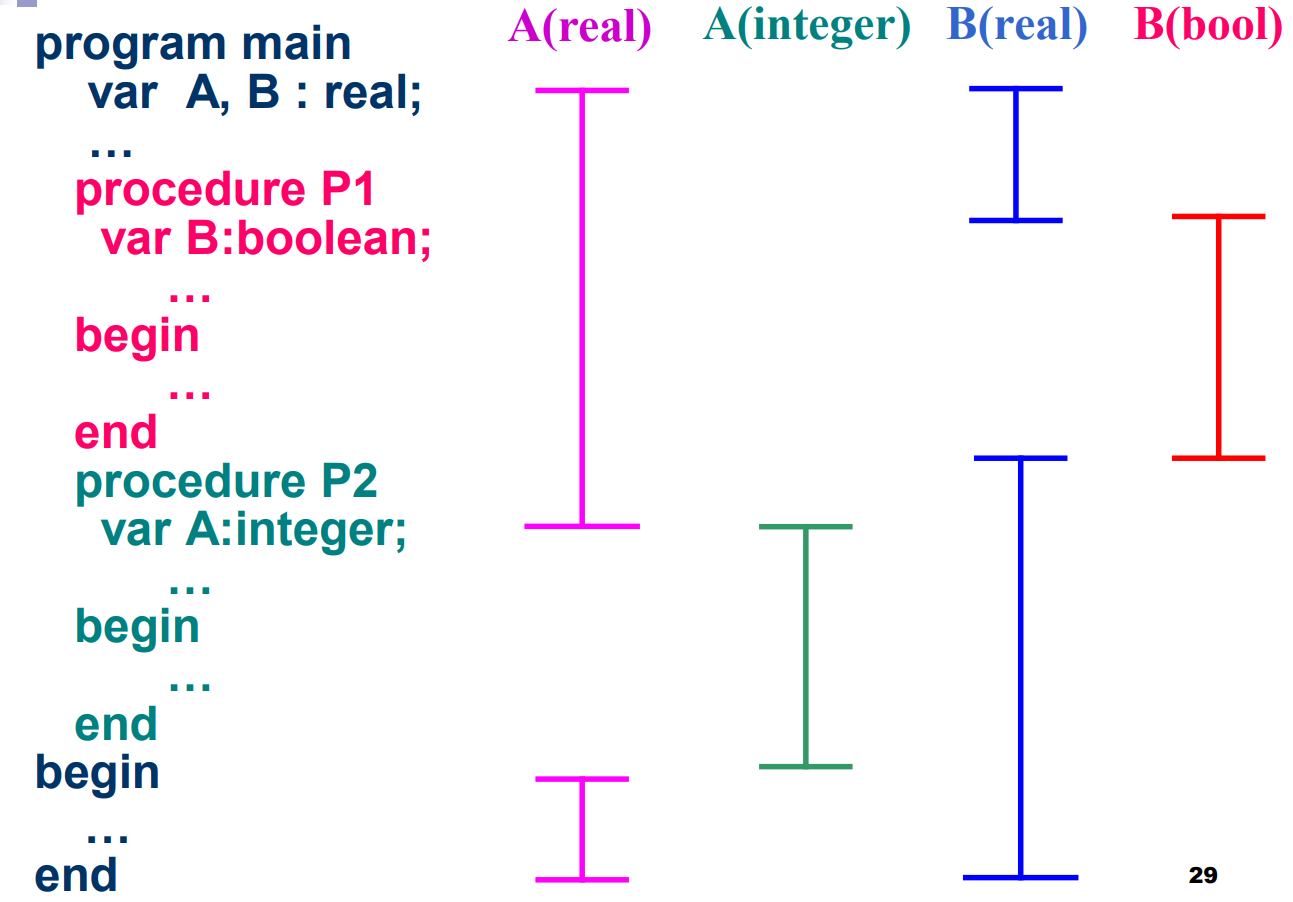 A(real) A(integer) B(real) B(bool)
program main
var A, B : real;
…
procedure P1
var B:boolean;
…
begin
…
end
procedure P2
var A:integer;
…
begin
…
end
begin
…
end
29